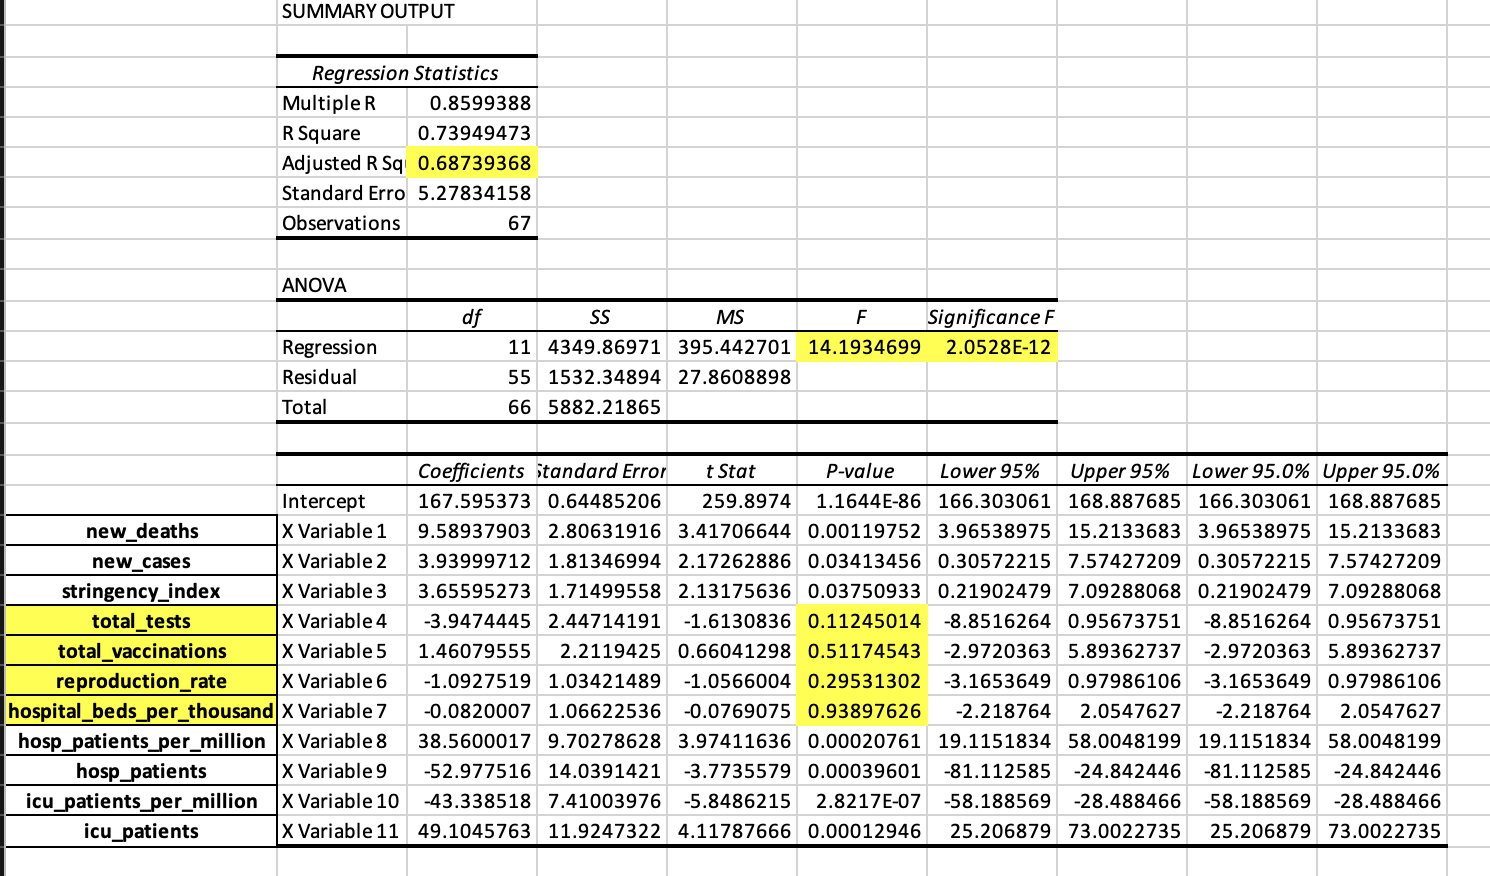 SUMMARY OUTPUT
Regression Statistics
Multiple R 0.8599388
R Square 0.73949473
Adjusted R Sq 0.68739368
Standard Erro 5.27834158
Observations 67
ANOVA
df SS MS F Significance F
Regression 11 4349.86971 395.442701 14.1934699 2.0528E-12
Residual 55 1532.34894 27.8608898
Total 66 5882.21865
Coefficients Standard Error t Stat P-value Lower 95% Upper 95% Lower 95.0% Upper 95.0%
Intercept 167.595373 0.64485206 259.8974 1.1644E-86 166.303061 168.887685 166.303061 168.887685
new_deaths X Variable 1 9.58937903 2.80631916 3.41706644 0.00119752 3.96538975 15.2133683 3.96538975 15.2133683
new_cases X Variable 2 3.93999712 1.81346994 2.17262886 0.03413456 0.30572215 7.57427209 0.30572215 7.57427209
stringency_index X Variable 3 3.65595273 1.71499558 2.13175636 0.03750933 0.21902479 7.09288068 0.21902479 7.09288068
total_tests X Variable 4 -3.9474445 2.44714191 -1.6130836 0.11245014 -8.8516264 0.95673751 -8.8516264 0.95673751
total_vaccinations X Variable 5 1.46079555 2.2119425 0.66041298 0.51174543 -2.9720363 5.89362737 -2.9720363 5.89362737
reproduction_rate X Variable 6 -1.0927519 1.03421489 -1.0566004 0.29531302 -3.1653649 0.97986106 -3.1653649 0.97986106
hospital_beds_per_thousand X Variable 7 -0.0820007 1.06622536 -0.0769075 0.93897626 -2.218764 2.0547627 -2.218764 2.0547627
hosp_patients_per_million X Variable 8 38.5600017 9.70278628 3.97411636 0.00020761 19.1151834 58.0048199 19.1151834 58.0048199
hosp_patients X Variable 9 -52.977516 14.0391421 -3.7735579 0.00039601 -81.112585 -24.842446 -81.112585 -24.842446
icu_patients_per_million X Variable 10 -43.338518 7.41003976 -5.8486215 2.8217E-07 -58.188569 -28.488466 -58.188569 -28.488466
icu_patients X Variable 11 49.1045763 11.9247322 4.11787666 0.00012946 25.206879 73.0022735 25.206879 73.0022735